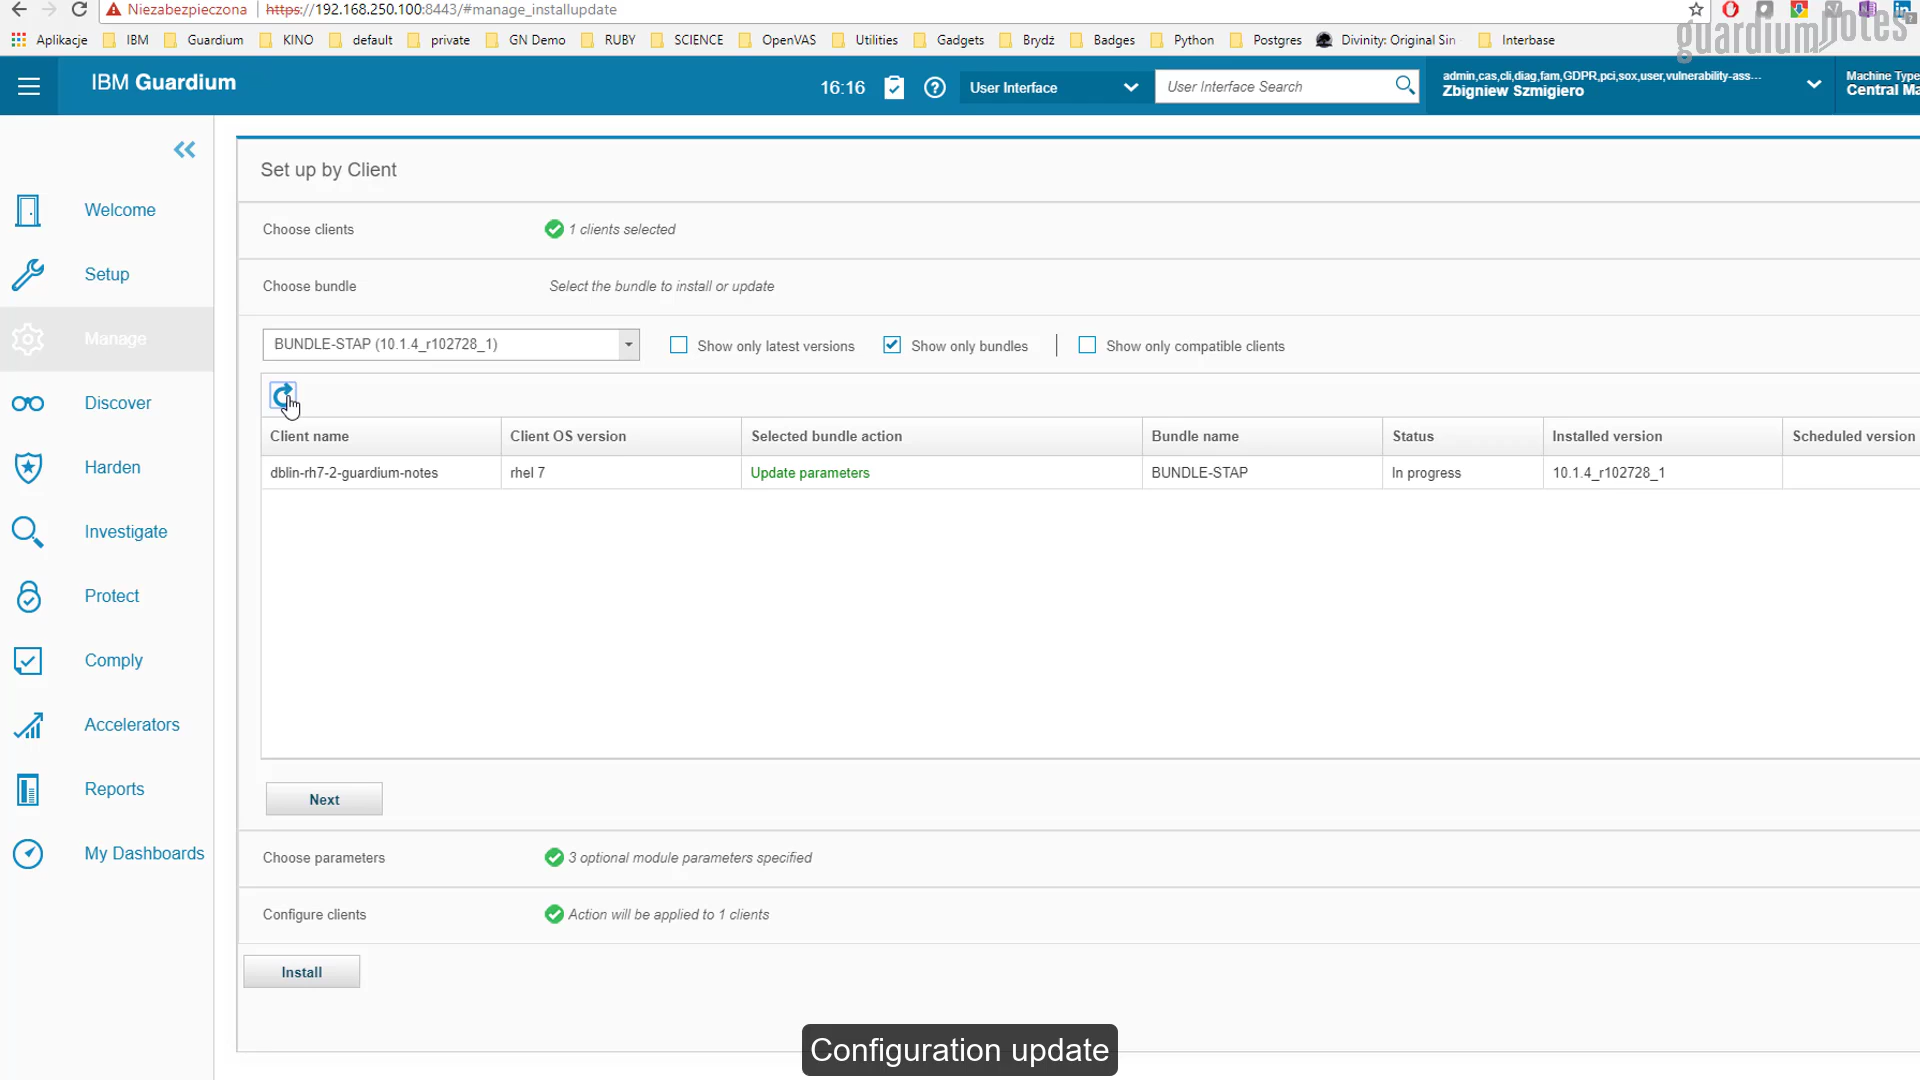 Niezabezpieczona https://192.168.250.100:8443/#manage_installupdate
Aplikacje IBM Guardium KINO default private GN Demo RUBY SCIENCE OpenVAS Utilities Gadgets Brydż Badges Python Postgres Divinity: Original Sin Interbase
guardiumnotes
IBM Guardium
16:16
User Interface
User Interface Search
admin,cas,cli,diag,fam,GDPR,pci,sox,user,vulnerability-ass...
Zbigniew Szmigiero
Machine Type
Central Ma
Welcome
Setup
Manage
Discover
Harden
Investigate
Protect
Comply
Accelerators
Reports
My Dashboards
Set up by Client
Choose clients 1 clients selected
Choose bundle Select the bundle to install or update
BUNDLE-STAP (10.1.4_r102728_1) Show only latest versions Show only bundles Show only compatible clients
Client name Client OS version Selected bundle action Bundle name Status Installed version Scheduled version
dblin-rh7-2-guardium-notes rhel 7 Update parameters BUNDLE-STAP In progress 10.1.4_r102728_1
Next
Choose parameters 3 optional module parameters specified
Configure clients Action will be applied to 1 clients
Install
Configuration update